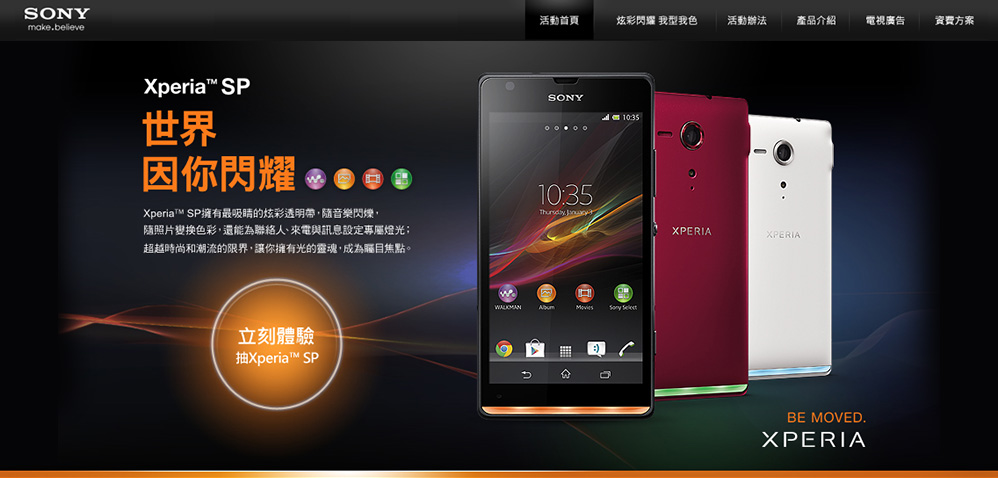 SONY
make.believe
活動首頁
炫彩閃耀 我型我色
活動辦法
產品介紹
電視廣告
資費方案
Xperia™ SP
世界
因你閃耀
Xperia™ SP擁有最吸睛的炫彩透明帶，隨音樂閃爍，
隨照片變換色彩，還能為聯絡人、來電與訊息設定專屬燈光；
超越時尚和潮流的限界，讓你擁有光的靈魂，成為矚目焦點。
立刻體驗
抽Xperia™ SP
SONY
10:35
10:35
Thursday, January 3
WALKMAN
Album
Movies
Sony Select
XPERIA
XPERIA
BE MOVED.
XPERIA